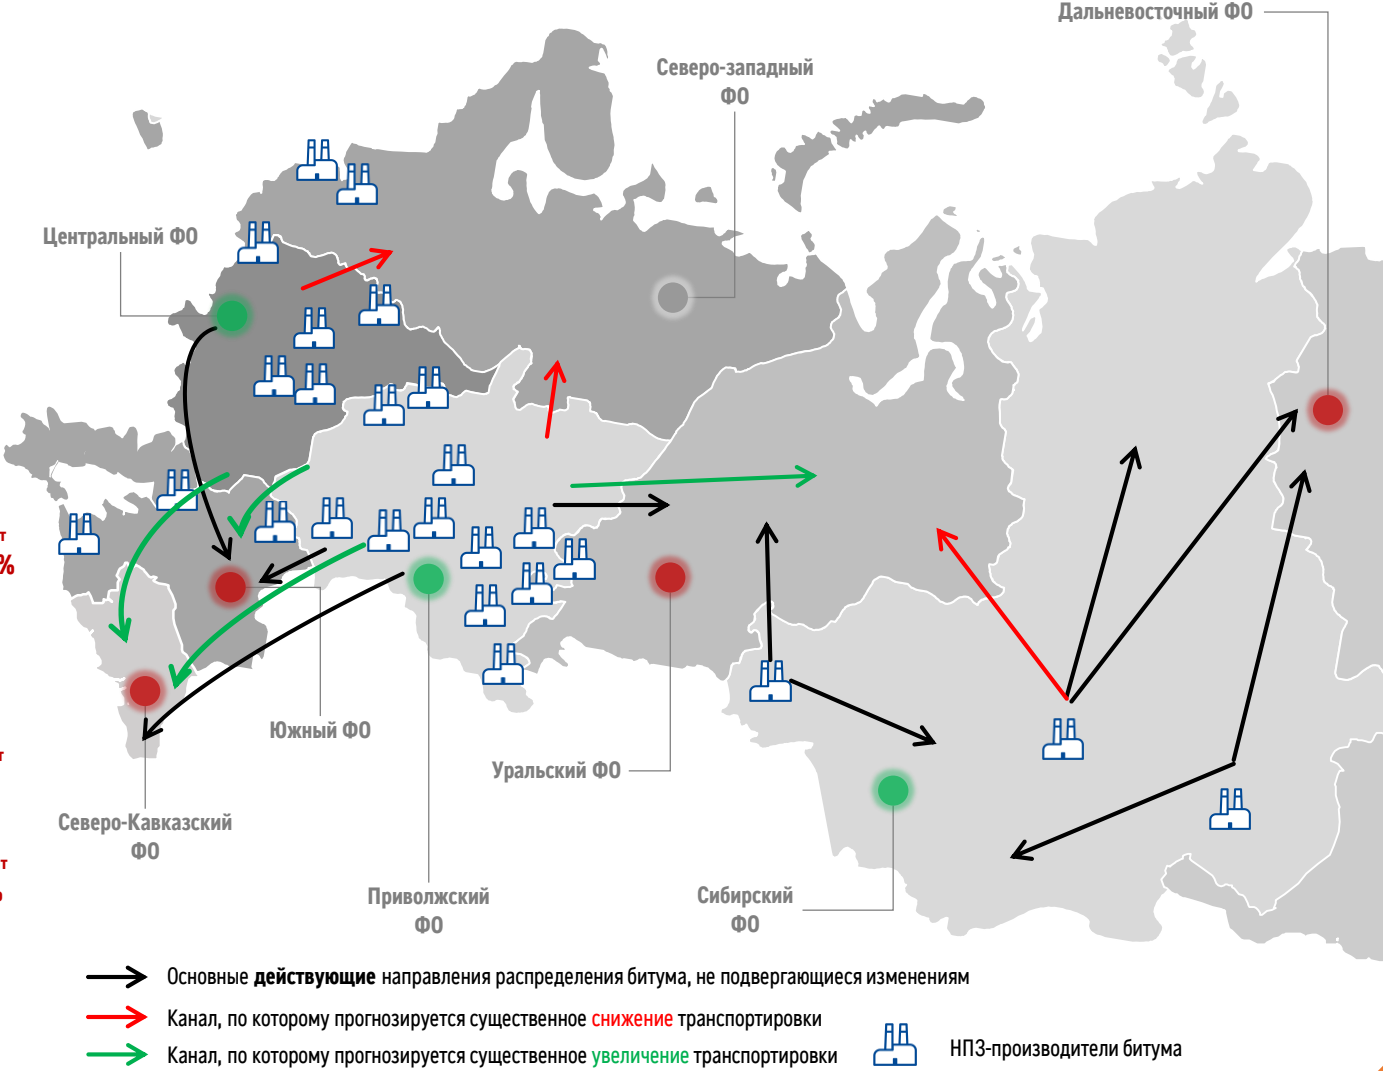 Дальневосточный ФО
Северо-западный
ФО
Центральный ФО
т
%
Южный ФО
т
Уральский ФО
Северо-Кавказский
ФО
т
Приволжский
ФО
Сибирский
ФО
Основные действующие направления распределения битума, не подвергающиеся изменениям
Канал, по которому прогнозируется существенное снижение транспортировки
Канал, по которому прогнозируется существенное увеличение транспортировки
НПЗ-производители битума